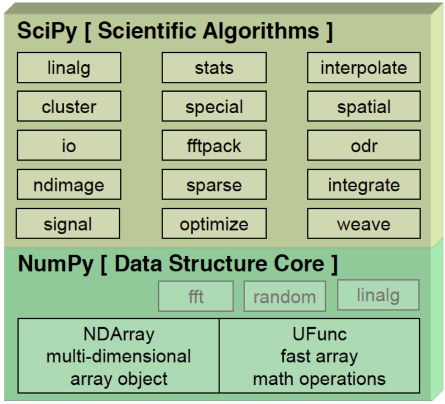 SciPy [ Scientific Algorithms ]
linalg stats interpolate
cluster special spatial
io fftpack odr
ndimage sparse integrate
signal optimize weave
NumPy [ Data Structure Core ]
fft random linalg
NDArray UFunc
multi-dimensional fast array
array object math operations